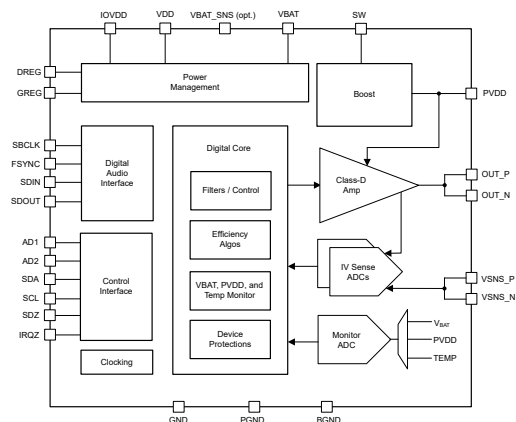 IOVDD
VDD
VBAT_SNS (opt.)
VBAT
SW
DREG
GREG
Power
Management
Boost
PVDD
SBCLK
FSYNC
SDIN
SDOUT
Digital
Audio
Interface
Digital Core
Filters / Control
Efficiency
Algos
VBAT, PVDD, and
Temp Monitor
Device
Protections
Class-D
Amp
OUT_P
OUT_N
AD1
AD2
SDA
SCL
SDZ
IRQZ
Control
Interface
Clocking
IV Sense
ADCs
VSNS_P
VSNS_N
Monitor
ADC
VBAT
PVDD
TEMP
GND
PGND
BGND